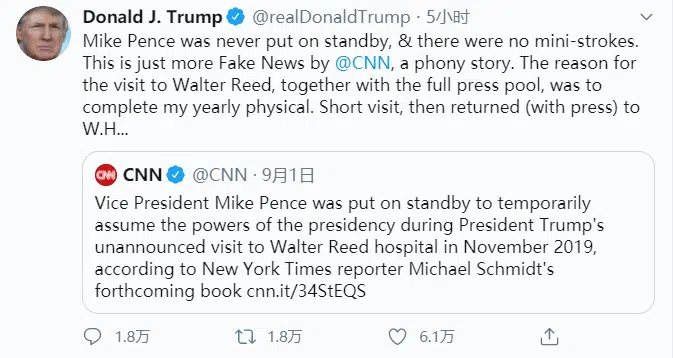 Donald J. Trump @realDonaldTrump · 5小时
Mike Pence was never put on standby, & there were no mini-strokes.
This is just more Fake News by @CNN, a phony story. The reason for
the visit to Walter Reed, together with the full press pool, was to
complete my yearly physical. Short visit, then returned (with press) to
W.H...
CNN CNN @CNN · 9月1日
Vice President Mike Pence was put on standby to temporarily
assume the powers of the presidency during President Trump's
unannounced visit to Walter Reed hospital in November 2019,
according to New York Times reporter Michael Schmidt's
forthcoming book cnn.it/34StEQS
1.8万 1.8万 6.1万